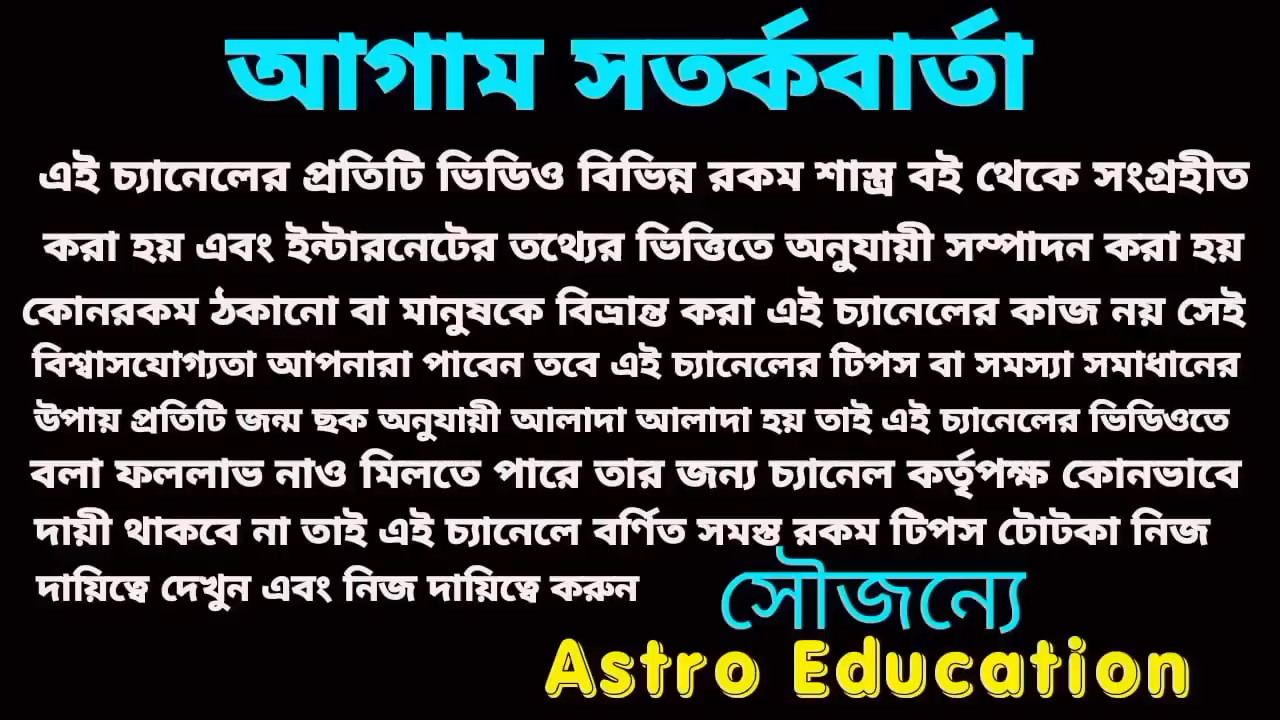 আগাম সতর্কবার্তা
এই চ্যানেলের প্রতিটি ভিডিও বিভিন্ন রকম শাস্ত্র বই থেকে সংগ্রহীত
করা হয় এবং ইন্টারনেটের তথ্যের ভিত্তিতে অনুযায়ী সম্পাদন করা হয়
কোনরকম ঠকানো বা মানুষকে বিভ্রান্ত করা এই চ্যানেলের কাজ নয় সেই
বিশ্বাসযোগ্যতা আপনারা পাবেন তবে এই চ্যানেলের টিপস বা সমস্যা সমাধানের
উপায় প্রতিটি জন্ম ছক অনুযায়ী আলাদা আলাদা হয় তাই এই চ্যানেলের ভিডিওতে
বলা ফললাভ নাও মিলতে পারে তার জন্য চ্যানেল কর্তৃপক্ষ কোনভাবে
দায়ী থাকবে না তাই এই চ্যানেলে বর্ণিত সমস্ত রকম টিপস টোটকা নিজ
দায়িত্বে দেখুন এবং নিজ দায়িত্বে করুন
সৌজন্যে
Astro Education